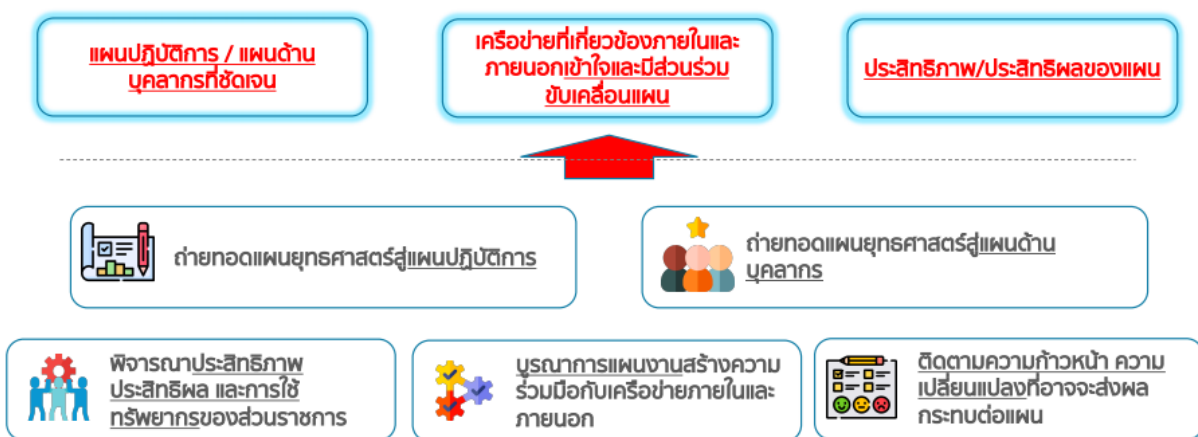 แผนปฏิบัติการ / แผนด้าน
บุคลากรที่ชัดเจน
เครือข่ายที่เกี่ยวข้องภายในและ
ภายนอกเข้าใจและมีส่วนร่วม
ขับเคลื่อนแผน
ประสิทธิภาพ/ประสิทธิผลของแผน
ถ่ายทอดแผนยุทธศาสตร์สู่แผนปฏิบัติการ
ถ่ายทอดแผนยุทธศาสตร์สู่แผนด้าน
บุคลากร
พิจารณาประสิทธิภาพ
ประสิทธิผล และการใช้
ทรัพยากรของส่วนราชการ
บูรณาการแผนงานสร้างความ
ร่วมมือกับเครือข่ายภายในและ
ภายนอก
ติดตามความก้าวหน้า ความ
เปลี่ยนแปลงที่อาจจะส่งผล
กระทบต่อแผน